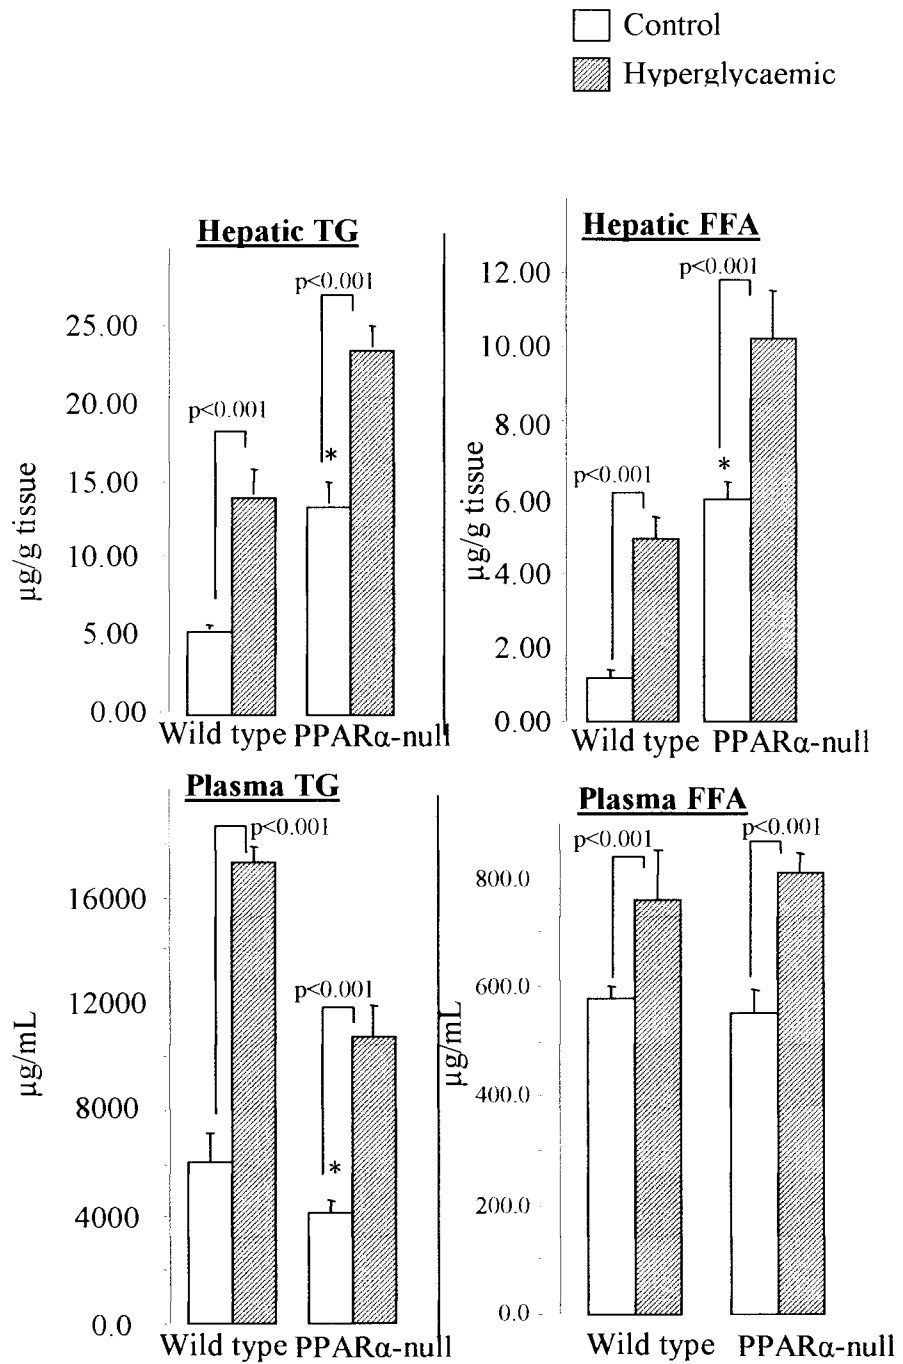 Control
Hyperglycaemic
Hepatic TG
p<0.001
p<0.001
25.00
20.00
15.00
10.00
5.00
0.00
µg/g tissue
Wild type PPARα-null
Hepatic FFA
p<0.001
p<0.001
12.00
10.00
8.00
6.00
4.00
2.00
0.00
µg/g tissue
*
*
Wild type PPARα-null
Plasma TG
p<0.001
p<0.001
16000
12000
8000
4000
0.0
µg/mL
*
Wild type PPARα-null
Plasma FFA
p<0.001
p<0.001
800.0
600.0
400.0
200.0
0.0
µg/mL
Wild type PPARα-null